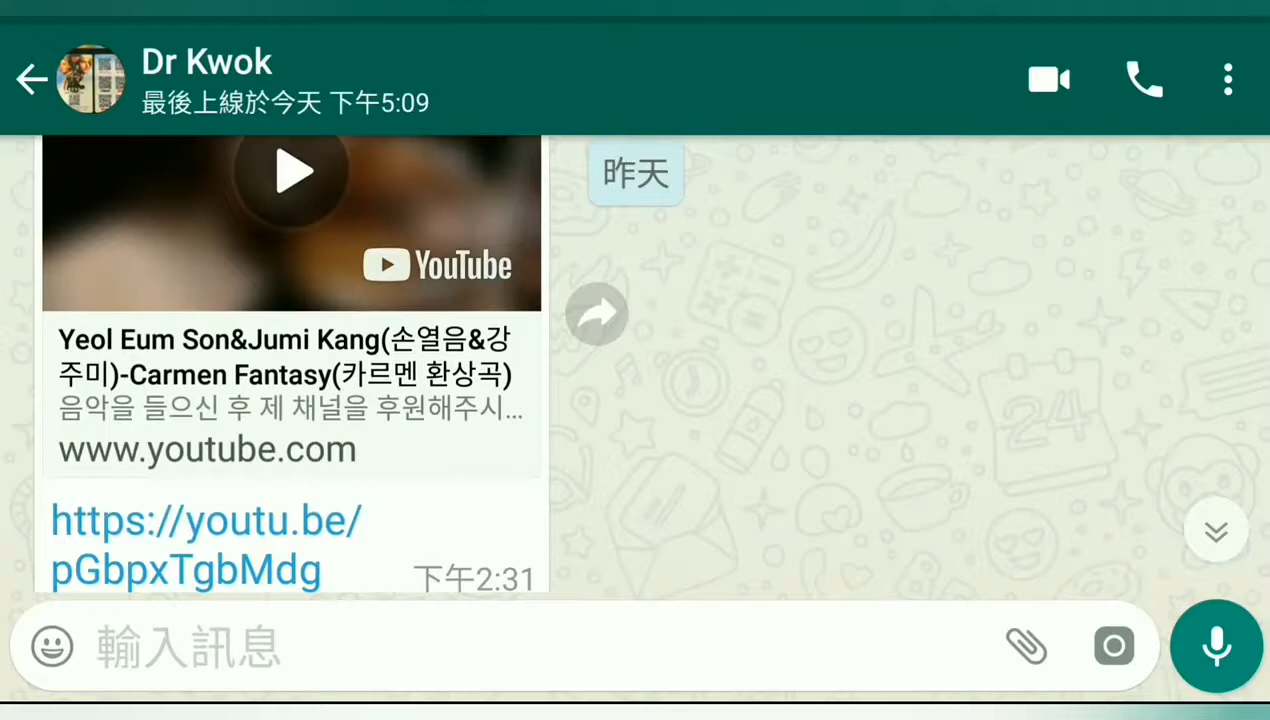 Dr Kwok
最後上線於今天 下午5:09
昨天
YouTube
Yeol Eum Son&Jumi Kang(손열음&강
주미)-Carmen Fantasy(카르멘 환상곡)
음악을 들으신 후 제 채널을 후원해주시...
www.youtube.com
https://youtu.be/
pGbpxTgbMdg
下午2:31
輸入訊息